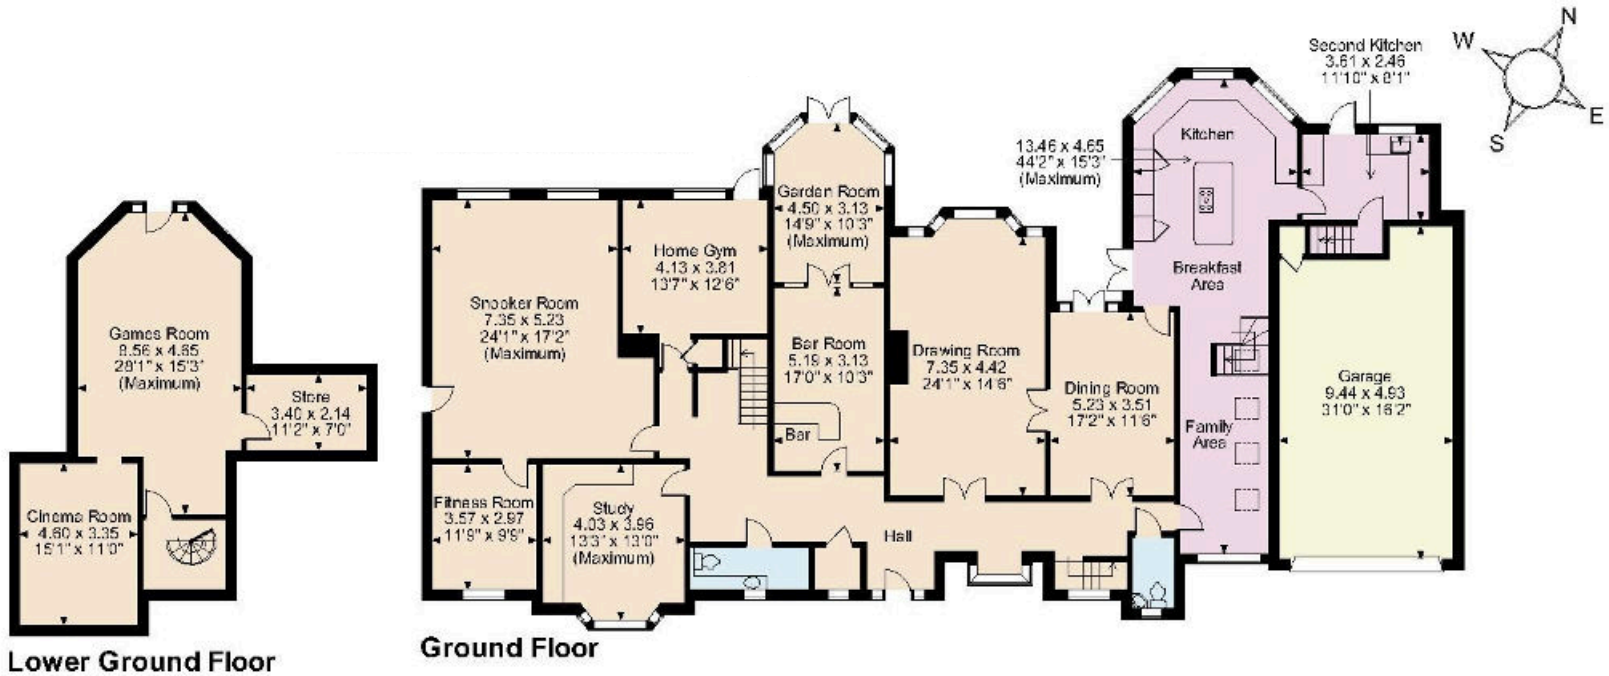 N
W
E
S
Second Kitchen
3.61 x 2.46
11'10" x 8'1"
Kitchen
13.46 x 4.65
44'2" x 15'3"
(Maximum)
Breakfast
Area
Family
Area
Garage
9.44 x 4.93
31'0" x 16'2"
Garden Room
4.50 x 3.13
14'9" x 10'3"
(Maximum)
Home Gym
4.13 x 3.81
13'7" x 12'6"
Snooker Room
7.35 x 5.23
24'1" x 17'2"
(Maximum)
Bar Room
5.19 x 3.13
17'0" x 10'3"
Bar
Drawing Room
7.35 x 4.42
24'1" x 14'6"
Dining Room
5.23 x 3.51
17'2" x 11'6"
Fitness Room
3.57 x 2.97
11'9" x 9'9"
Study
4.03 x 3.96
13'3" x 13'0"
(Maximum)
Hall
Games Room
8.56 x 4.65
28'1" x 15'3"
(Maximum)
Store
3.40 x 2.14
11'2" x 7'0"
Cinema Room
4.60 x 3.35
15'1" x 11'0"
Lower Ground Floor
Ground Floor